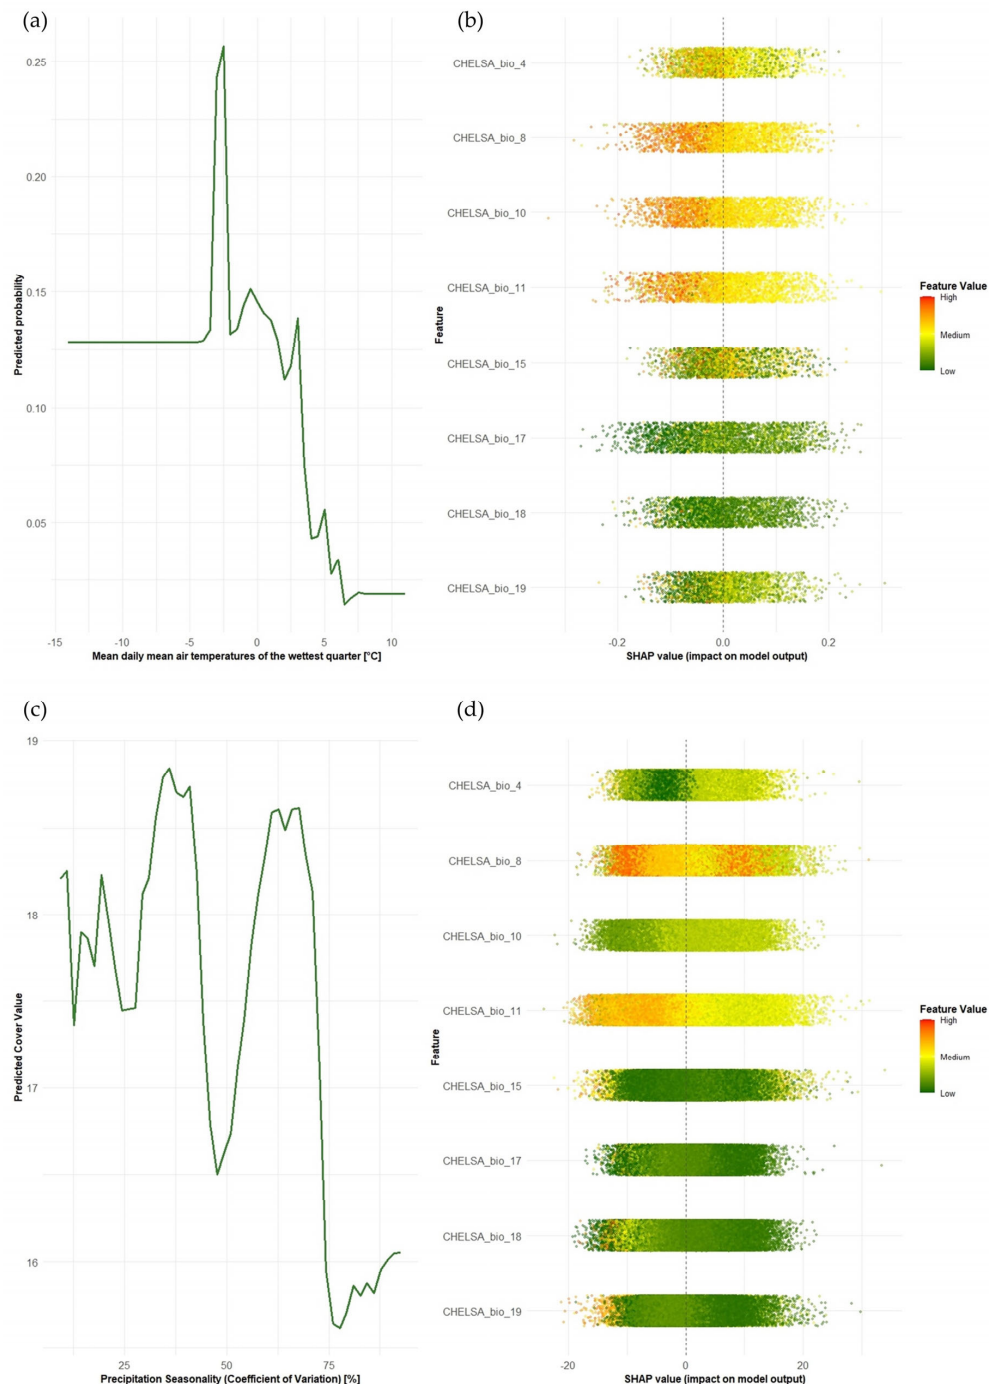 (a)
0.25
0.20
0.15
0.10
0.05
Predicted probability
-15
-10
-5
0
5
10
Mean daily mean air temperatures of the wettest quarter [°C]
(b)
CHELSA_bio_4
CHELSA_bio_8
CHELSA_bio_10
CHELSA_bio_11
CHELSA_bio_15
CHELSA_bio_17
CHELSA_bio_18
CHELSA_bio_19
Feature
-0.2
0.0
0.2
SHAP value (impact on model output)
Feature Value
High
Medium
Low
(c)
19
18
17
16
Predicted Cover Value
25
50
75
Precipitation Seasonality (Coefficient of Variation) [%]
(d)
CHELSA_bio_4
CHELSA_bio_8
CHELSA_bio_10
CHELSA_bio_11
CHELSA_bio_15
CHELSA_bio_17
CHELSA_bio_18
CHELSA_bio_19
Feature
-20
0
20
SHAP value (impact on model output)
Feature Value
High
Medium
Low